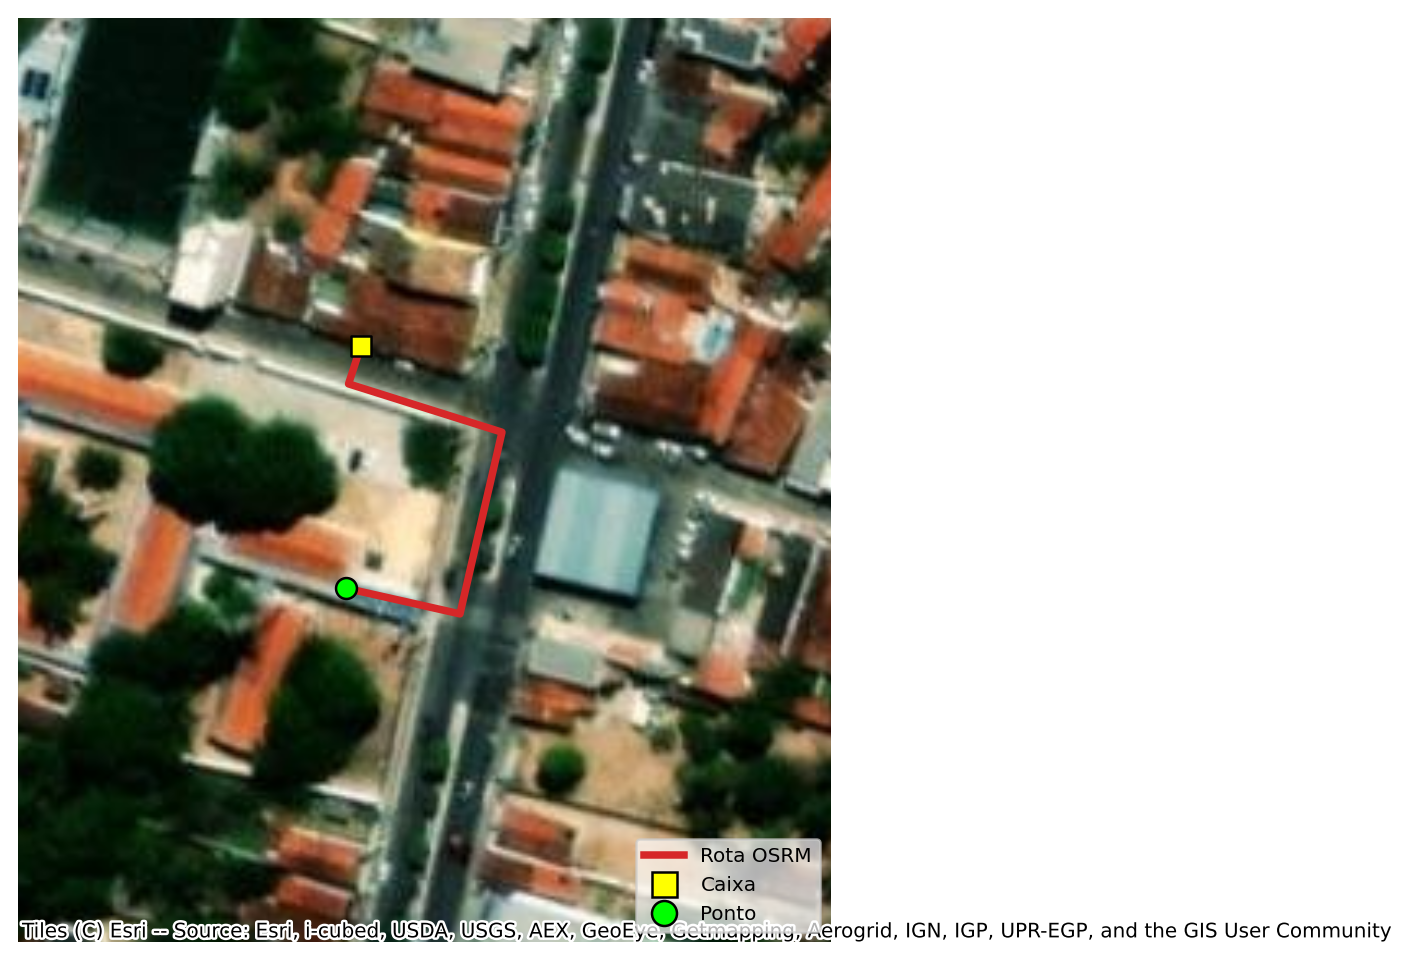 Rota OSRM
Caixa
Ponto
Tiles (C) Esri -- Source: Esri, i-cubed, USDA, USGS, AEX, GeoEye, Getmapping, Aerogrid, IGN, IGP, UPR-EGP, and the GIS User Community